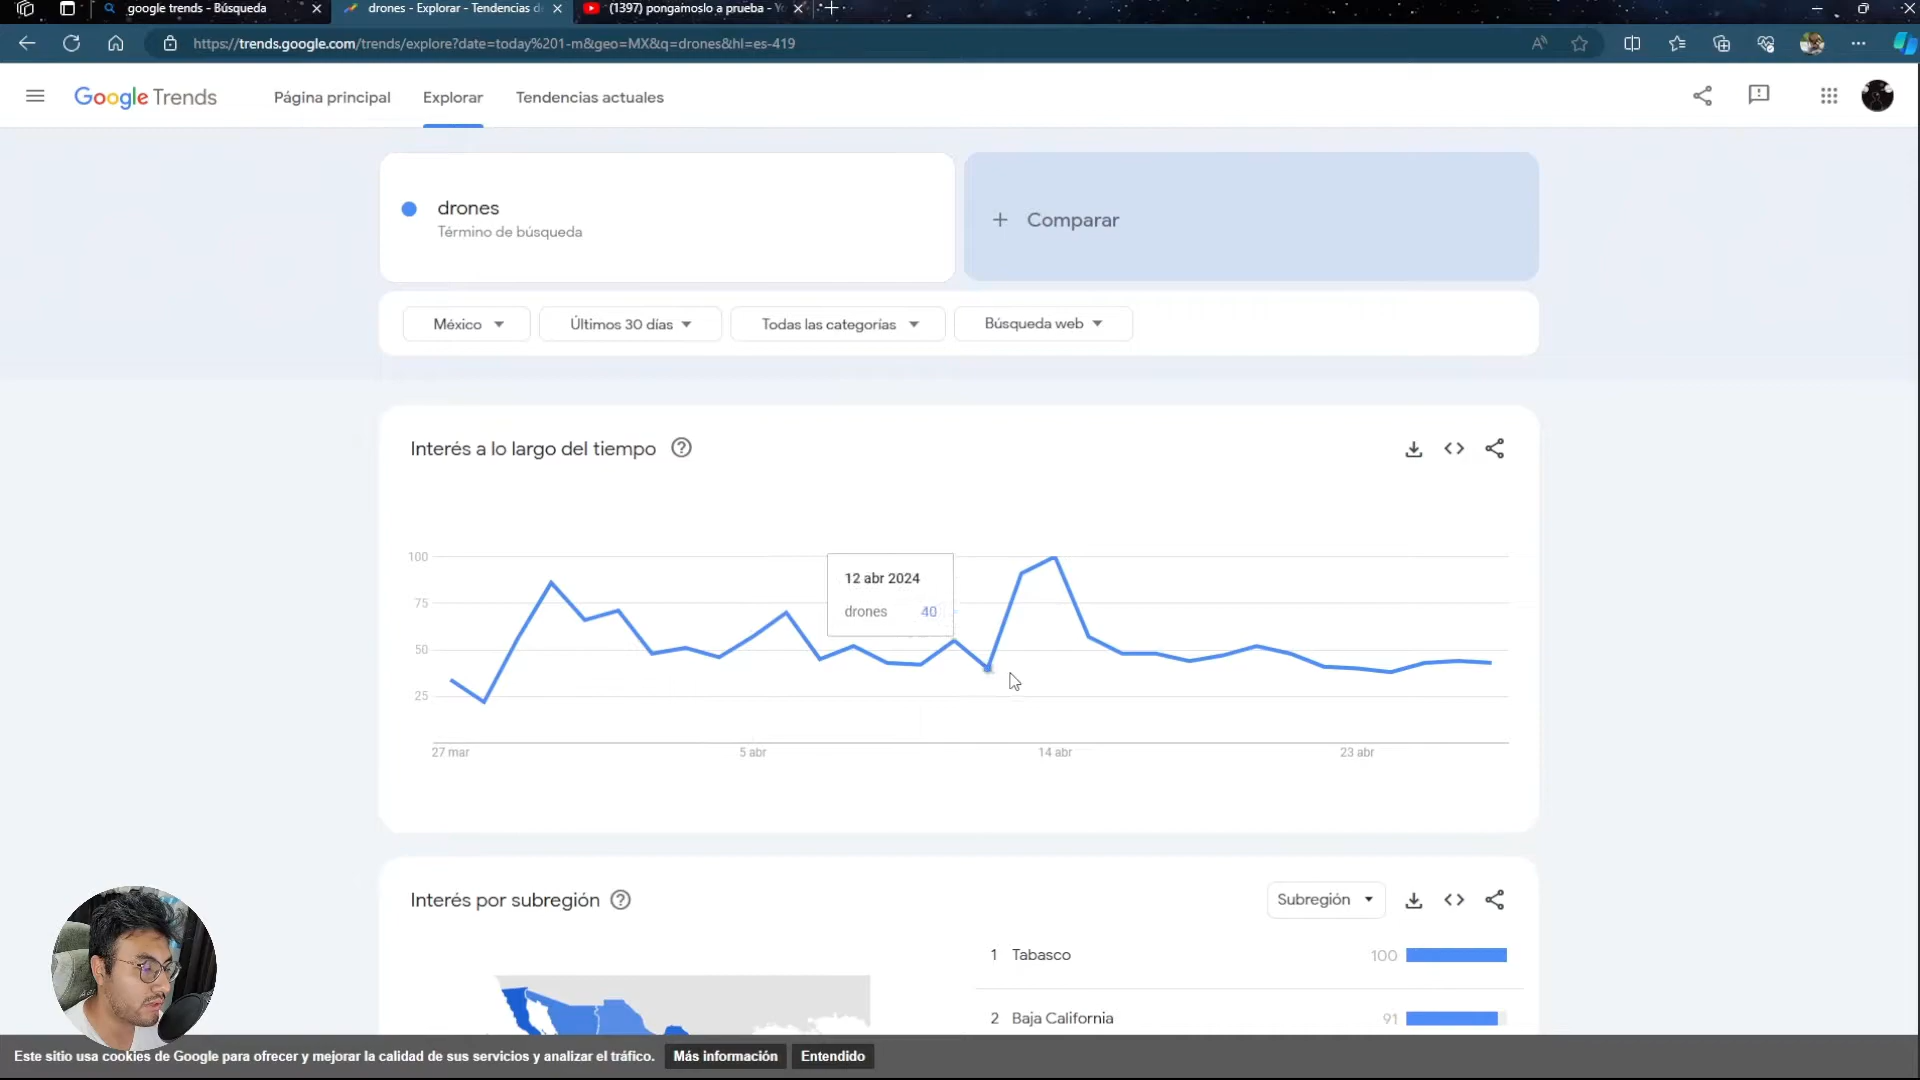 google trends - Búsqueda
drones - Explorar - Tendencias d
(1397) pongamoslo a prueba - Yo
https://trends.google.com/trends/explore?date=today%201-m&geo=MX&q=drones&hl=es-419
Google Trends
Página principal
Explorar
Tendencias actuales
drones
Término de búsqueda
+ Comparar
México
Últimos 30 días
Todas las categorías
Búsqueda web
Interés a lo largo del tiempo
100
75
50
25
12 abr 2024
drones 40
27 mar
5 abr
14 abr
23 abr
Interés por subregión
Subregión
1 Tabasco 100
2 Baja California 91
Este sitio usa cookies de Google para ofrecer y mejorar la calidad de sus servicios y analizar el tráfico.
Más información
Entendido